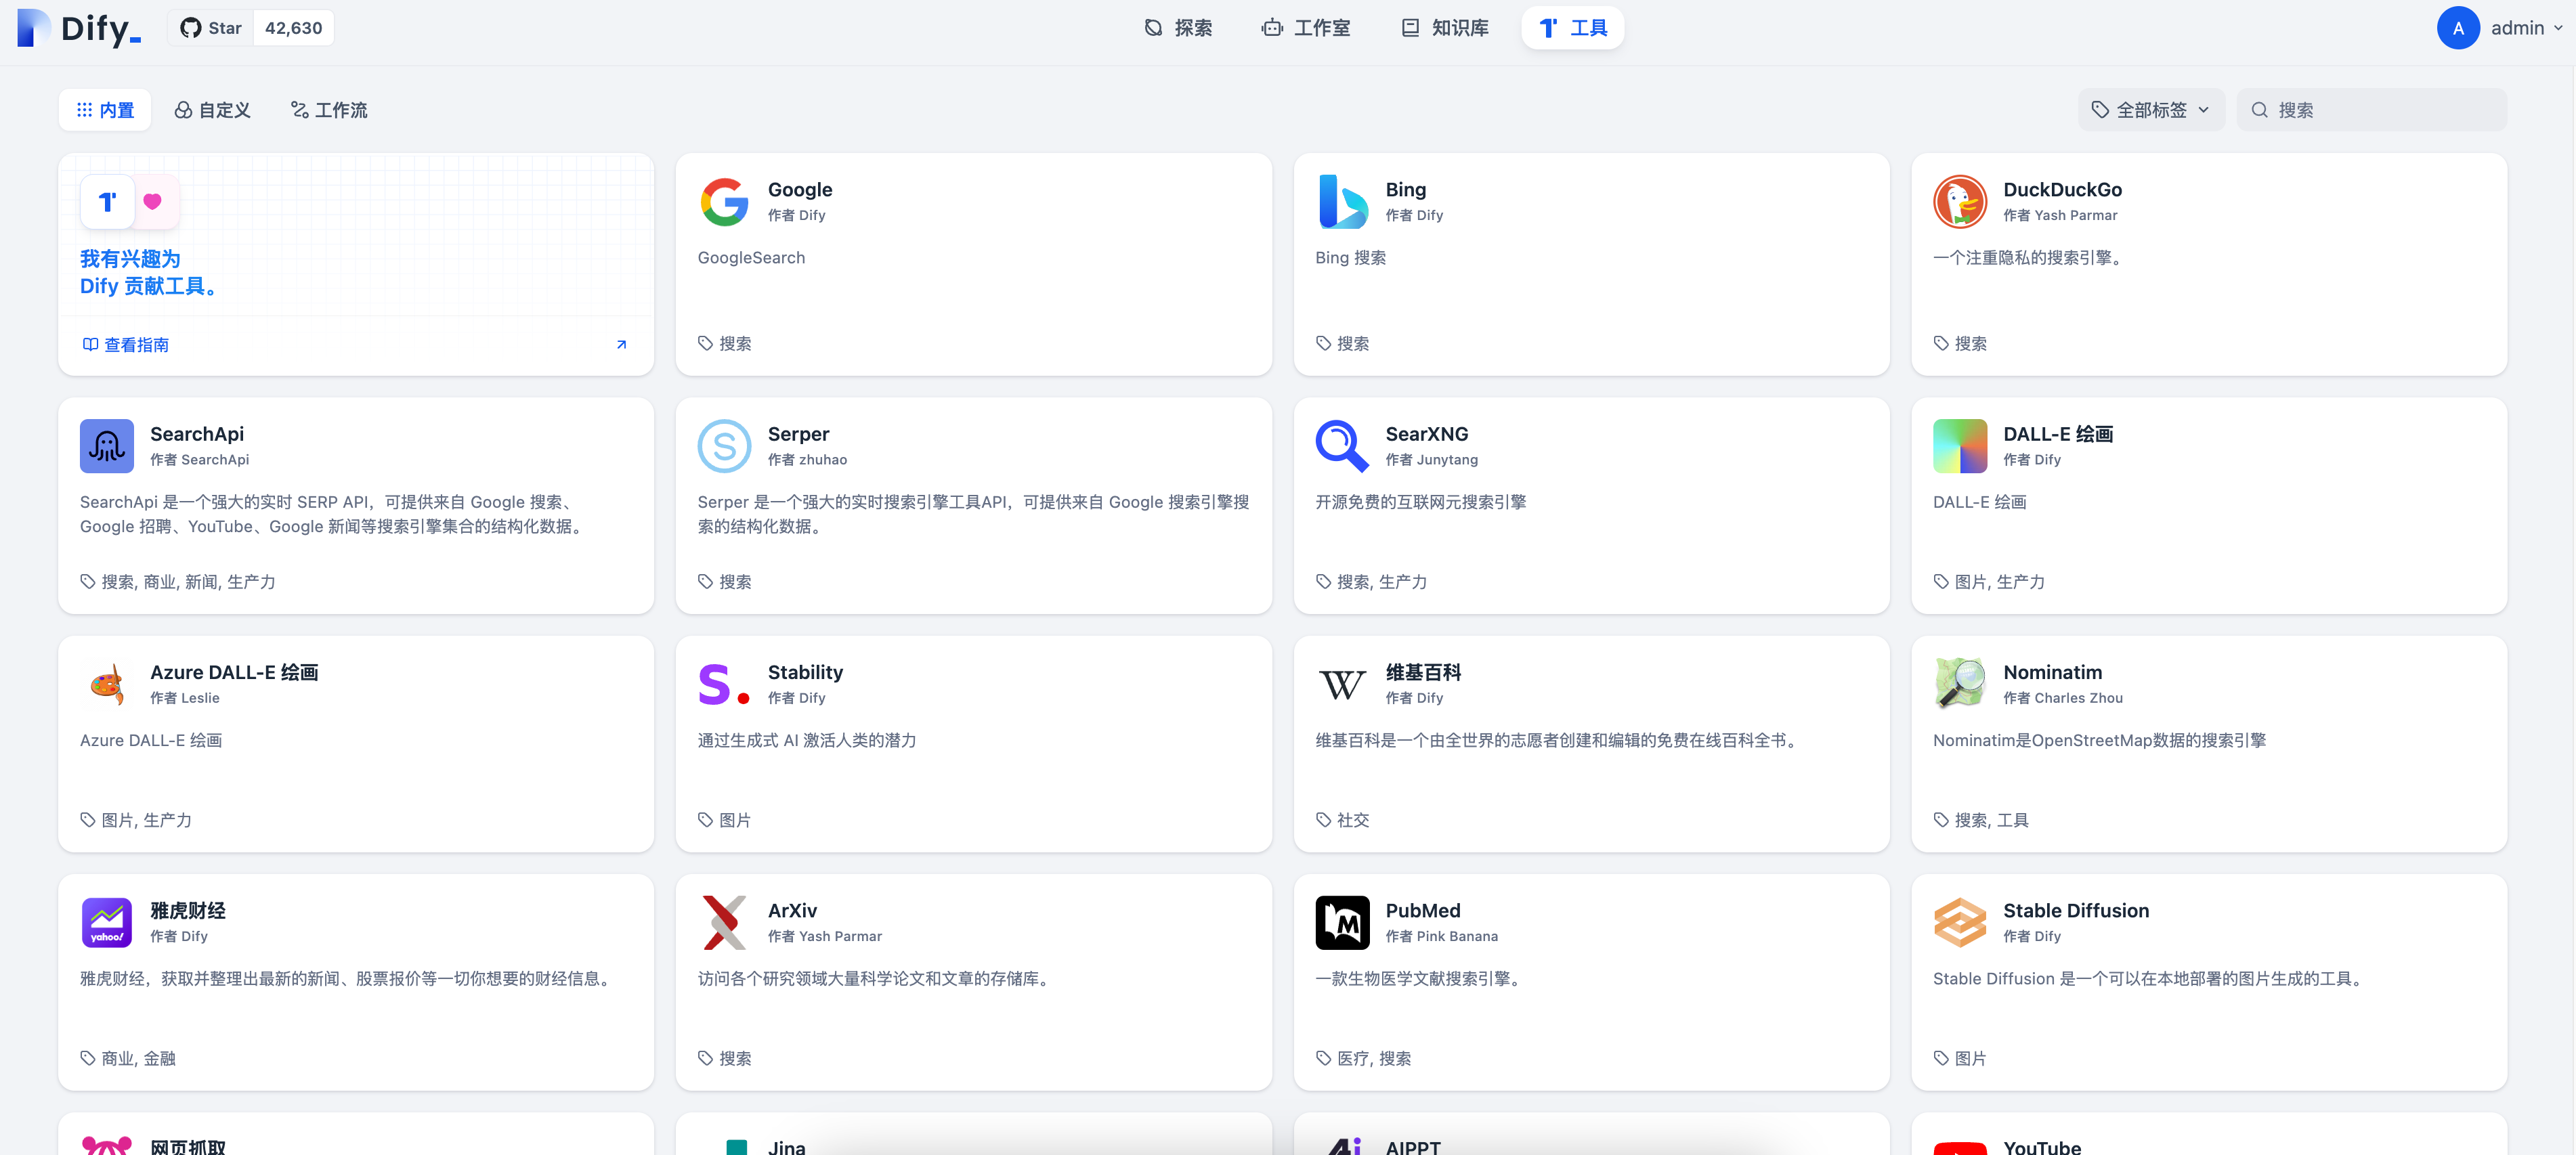 Dify_
Star 42,630
探索
工作室
知识库
工具
A admin
内置
自定义
工作流
全部标签
搜索
我有兴趣为
Dify 贡献工具。
查看指南
Google
作者 Dify
GoogleSearch
搜索
Bing
作者 Dify
Bing 搜索
搜索
DuckDuckGo
作者 Yash Parmar
一个注重隐私的搜索引擎。
搜索
SearchApi
作者 SearchApi
SearchApi 是一个强大的实时 SERP API，可提供来自 Google 搜索、
Google 招聘、YouTube、Google 新闻等搜索引擎集合的结构化数据。
搜索, 商业, 新闻, 生产力
Serper
作者 zhuhao
Serper 是一个强大的实时搜索引擎工具API，可提供来自 Google 搜索引擎搜
索的结构化数据。
搜索
SearXNG
作者 Junytang
开源免费的互联网元搜索引擎
搜索, 生产力
DALL-E 绘画
作者 Dify
DALL-E 绘画
图片, 生产力
Azure DALL-E 绘画
作者 Leslie
Azure DALL-E 绘画
图片, 生产力
Stability
作者 Dify
通过生成式 AI 激活人类的潜力
图片
维基百科
作者 Dify
维基百科是一个由全世界的志愿者创建和编辑的免费在线百科全书。
社交
Nominatim
作者 Charles Zhou
Nominatim是OpenStreetMap数据的搜索引擎
搜索, 工具
yahoo!
雅虎财经
作者 Dify
雅虎财经，获取并整理出最新的新闻、股票报价等一切你想要的财经信息。
商业, 金融
ArXiv
作者 Yash Parmar
访问各个研究领域大量科学论文和文章的存储库。
搜索
PubMed
作者 Pink Banana
一款生物医学文献搜索引擎。
医疗, 搜索
Stable Diffusion
作者 Dify
Stable Diffusion 是一个可以在本地部署的图片生成的工具。
图片
网页抓取
Jina
AIPPT
YouTube